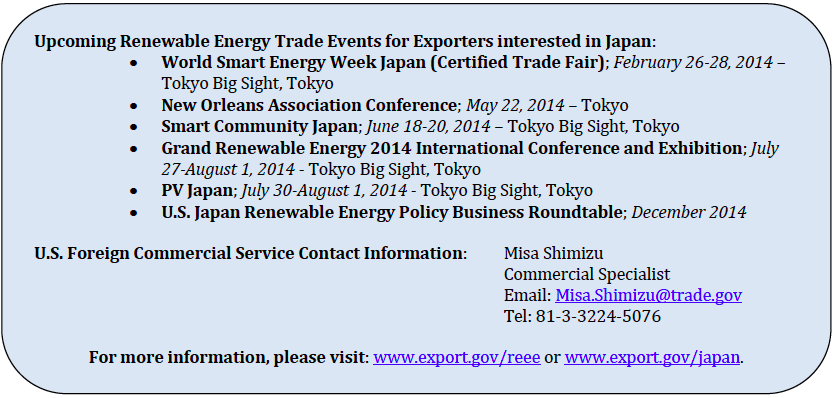 Upcoming Renewable Energy Trade Events for Exporters interested in Japan:
• World Smart Energy Week Japan (Certified Trade Fair); February 26-28, 2014 –
Tokyo Big Sight, Tokyo
• New Orleans Association Conference; May 22, 2014 – Tokyo
• Smart Community Japan; June 18-20, 2014 – Tokyo Big Sight, Tokyo
• Grand Renewable Energy 2014 International Conference and Exhibition; July
27-August 1, 2014 - Tokyo Big Sight, Tokyo
• PV Japan; July 30-August 1, 2014 - Tokyo Big Sight, Tokyo
• U.S. Japan Renewable Energy Policy Business Roundtable; December 2014
U.S. Foreign Commercial Service Contact Information: Misa Shimizu
Commercial Specialist
Email: Misa.Shimizu@trade.gov
Tel: 81-3-3224-5076
For more information, please visit: www.export.gov/reee or www.export.gov/japan.